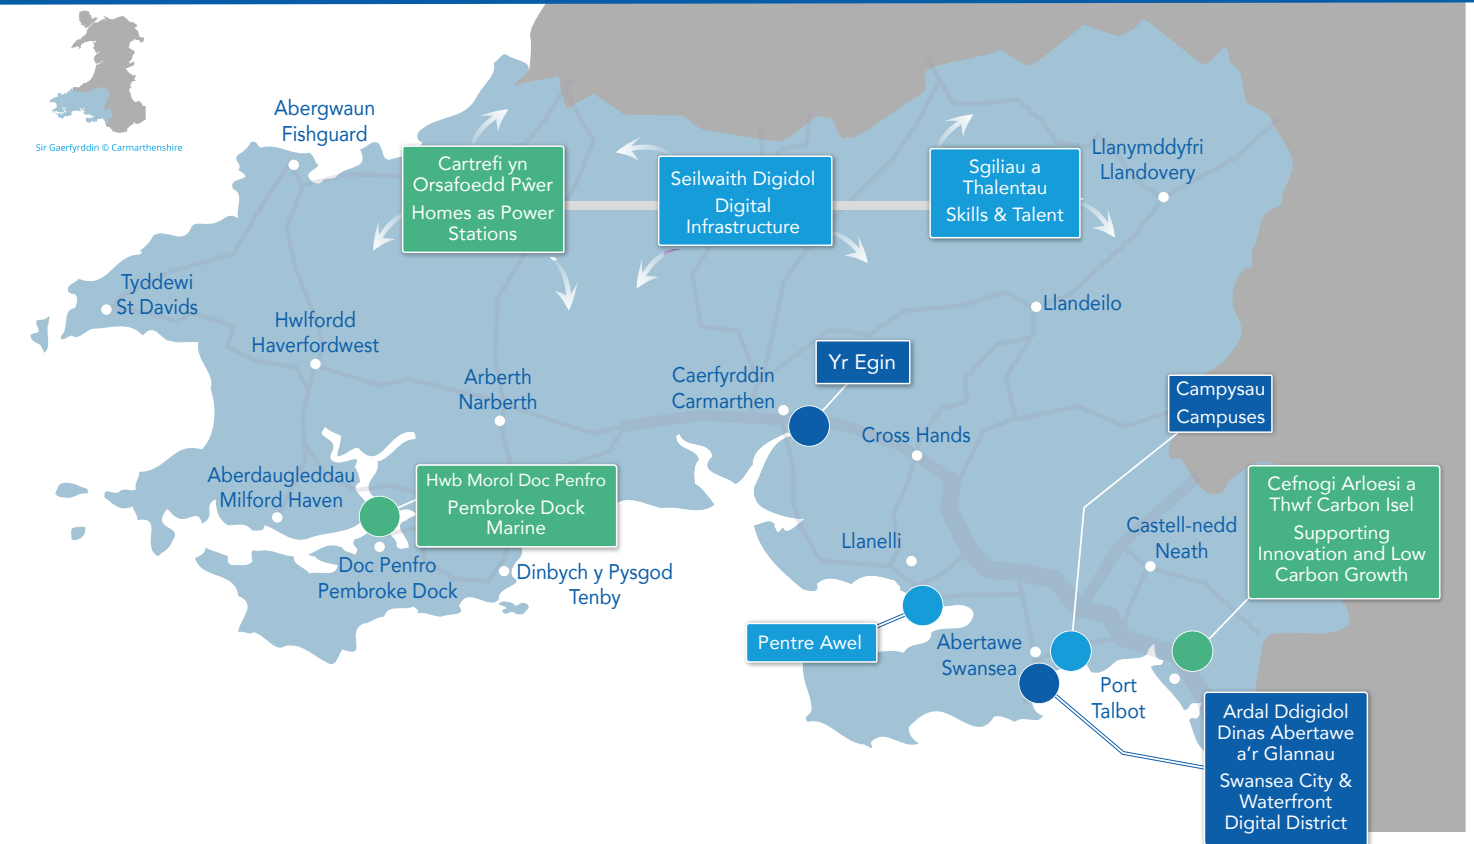 Sir Gaerfyrddin © Carmarthenshire
Abergwaun
Fishguard
Cartrefi yn
Orsafoedd Pŵer
Homes as Power
Stations
Seilwaith Digidol
Digital
Infrastructure
Sgiliau a
Thalentau
Skills & Talent
Llanymddyfri
Llandovery
Tyddewi
St Davids
Hwlfordd
Haverfordwest
Llandeilo
Arberth
Narberth
Caerfyrddin
Carmarthen
Yr Egin
Cross Hands
Campysau
Campuses
Aberdaugleddau
Milford Haven
Hwb Morol Doc Penfro
Pembroke Dock
Marine
Doc Penfro
Pembroke Dock
Dinbych y Pysgod
Tenby
Llanelli
Castell-nedd
Neath
Cefnogi Arloesi a
Thwf Carbon Isel
Supporting
Innovation and Low
Carbon Growth
Pentre Awel
Abertawe
Swansea
Port
Talbot
Ardal Ddigidol
Dinas Abertawe
a'r Glannau
Swansea City &
Waterfront
Digital District